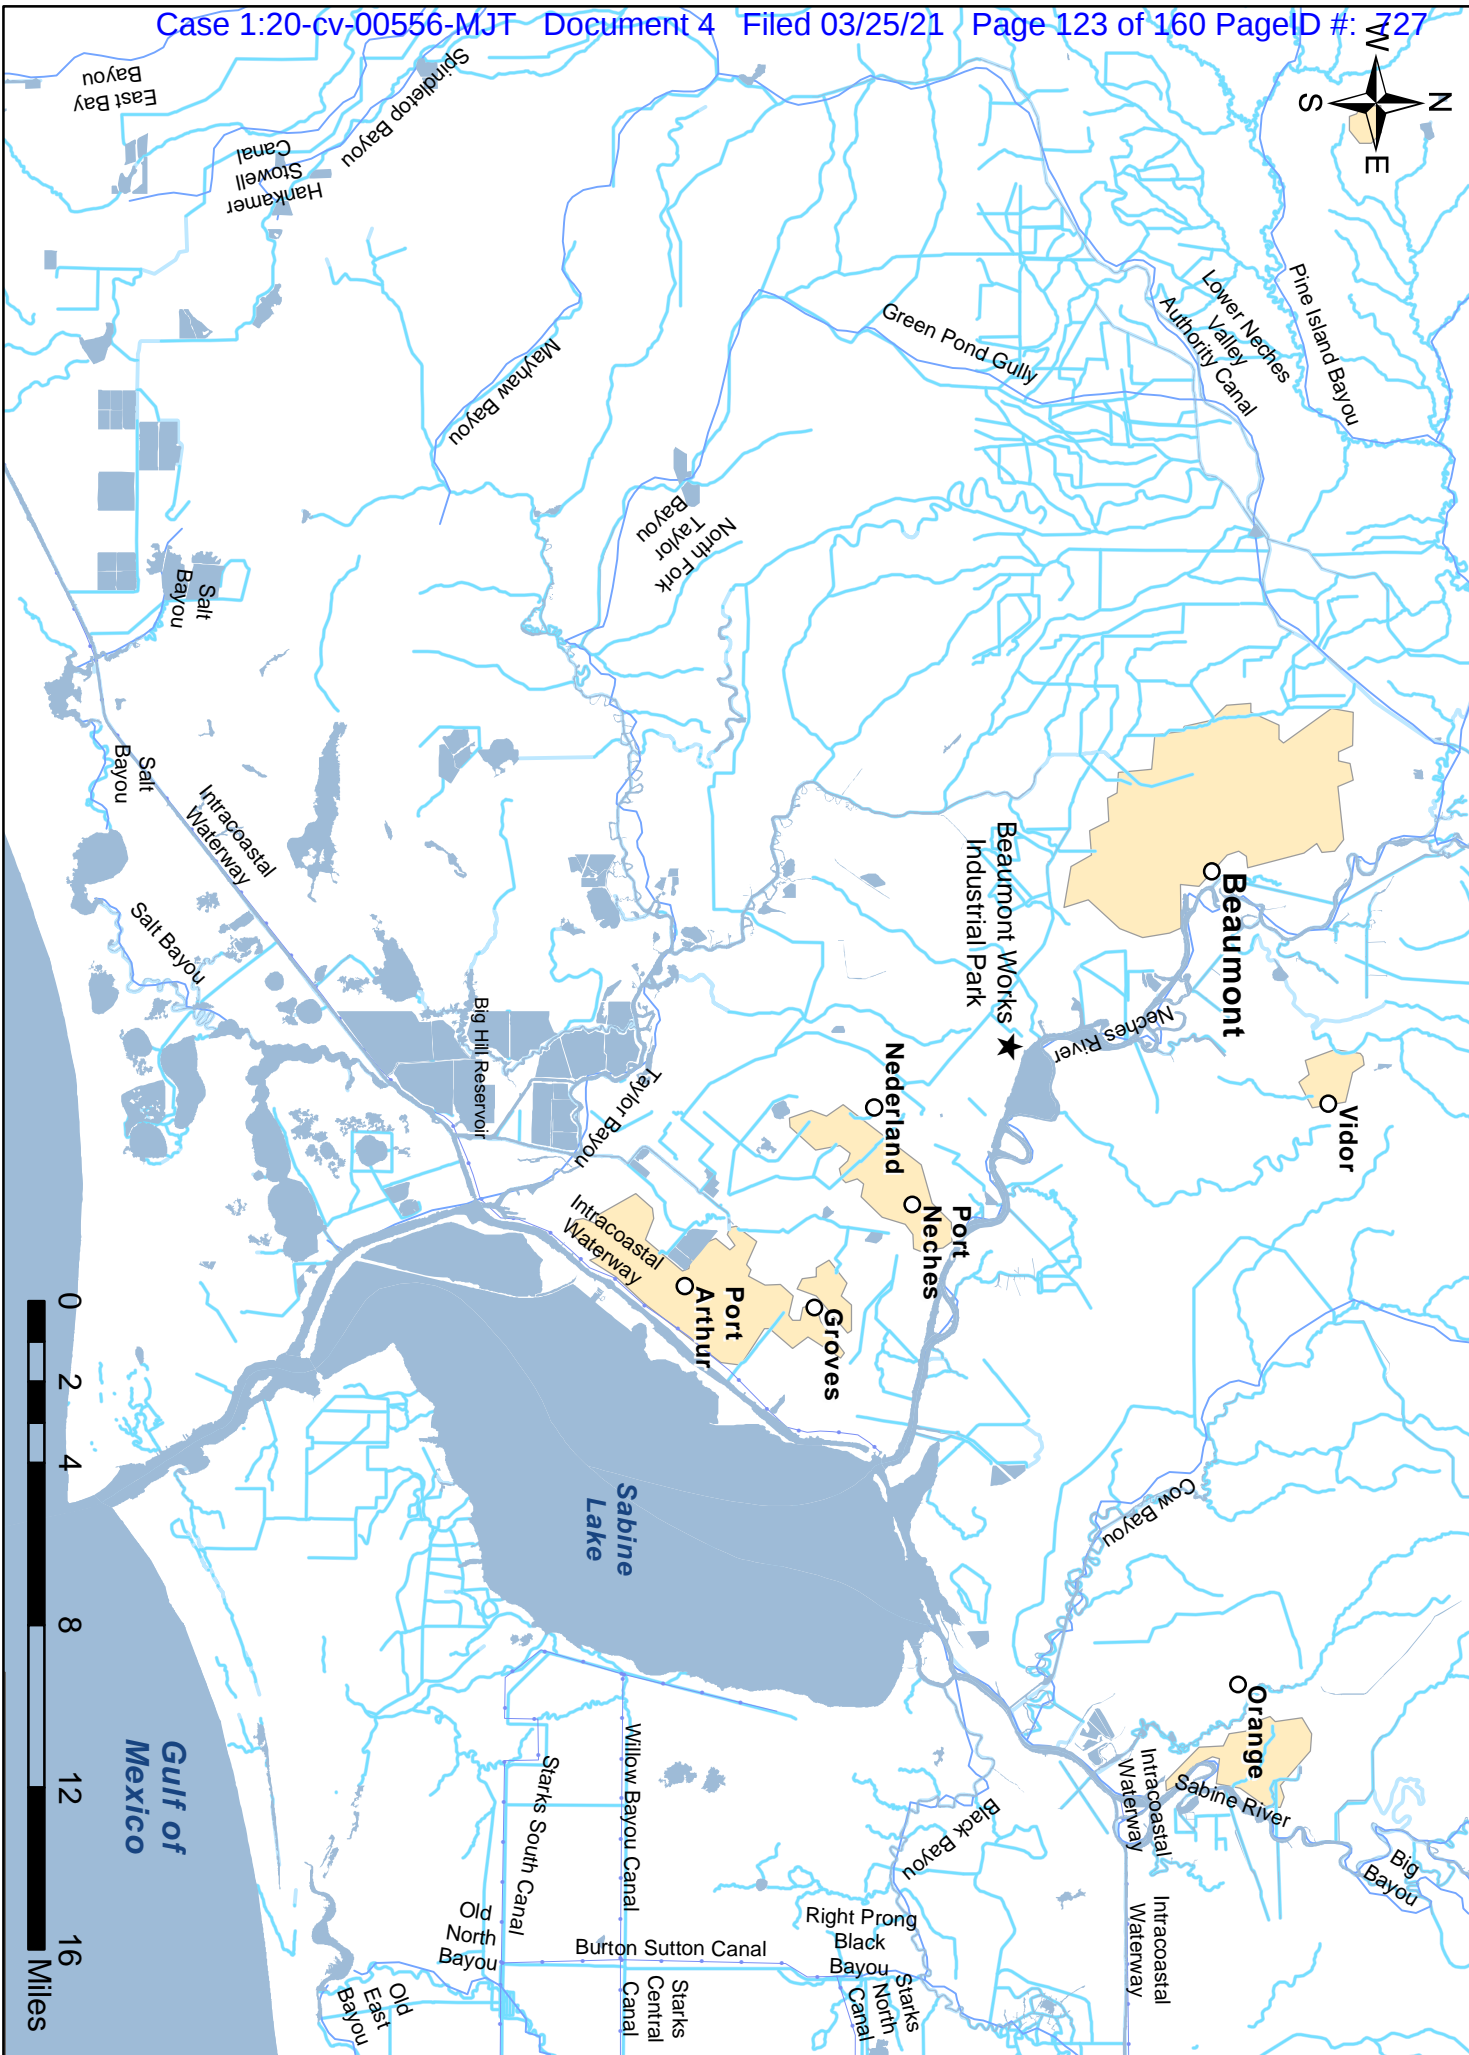 Case 1:20-cv-00556-MJT Document 4 Filed 03/25/21 Page 123 of 160 PageID #: 727
N
W
E
S
Pine Island Bayou
Lower Neches
Valley
Authority Canal
Green Pond Gully
Spindletop Bayou
East Bay
Bayou
Hankamer
Stowell
Canal
Mayhaw Bayou
North Fork
Taylor
Bayou
Salt
Bayou
Salt
Bayou
Intracoastal
Waterway
Salt Bayou
Beaumont
Vidor
Neches River
Beaumont Works
Industrial Park
Nederland
Port
Neches
Groves
Port
Arthur
Intracoastal
Waterway
Taylor Bayou
Big Hill Reservoir
Cow Bayou
Orange
Sabine River
Intracoastal
Waterway
Big
Bayou
Intracoastal
Waterway
Black Bayou
Sabine
Lake
Right Prong
Black
Bayou
Starks
North
Canal
Willow Bayou Canal
Starks South Canal
Burton Sutton Canal
Starks
Central
Canal
Old
North
Bayou
Old
East
Bayou
Gulf of
Mexico
0 2 4 8 12 16
Miles